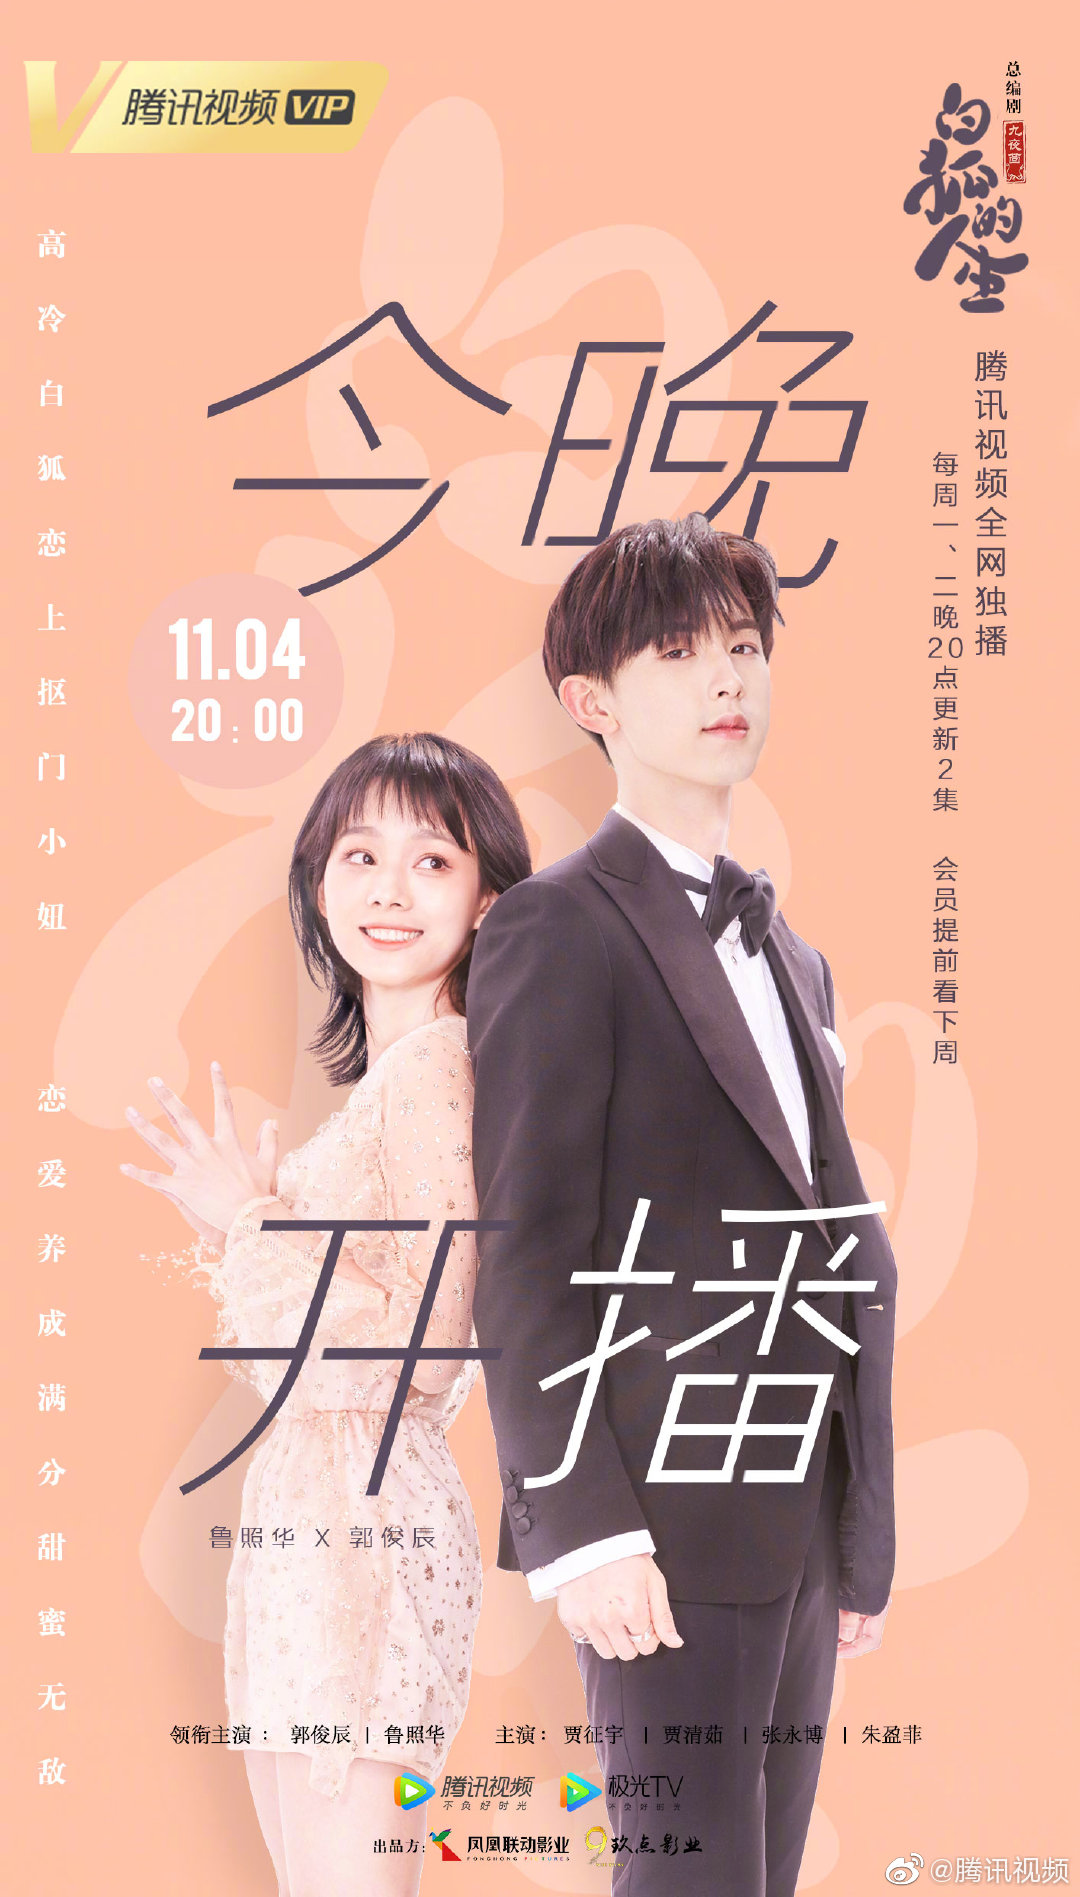 腾讯视频VIP
总编剧
九夜茴
白狐的人生
腾讯视频全网独播
每周一、二晚20点更新2集 会员提前看下周
高冷白狐恋上抠门小妞 恋爱养成满分甜蜜无敌
今晚
11.04
20:00
开播
鲁照华 X 郭俊辰
领衔主演： 郭俊辰 | 鲁照华 主演： 贾征宇 | 贾清茹 | 张永博 | 朱盈菲
腾讯视频 极光TV
不负好时光 不负好时光
出品方: 凤凰联动影业 玖点影业
FONGHONG PICTURES
@腾讯视频